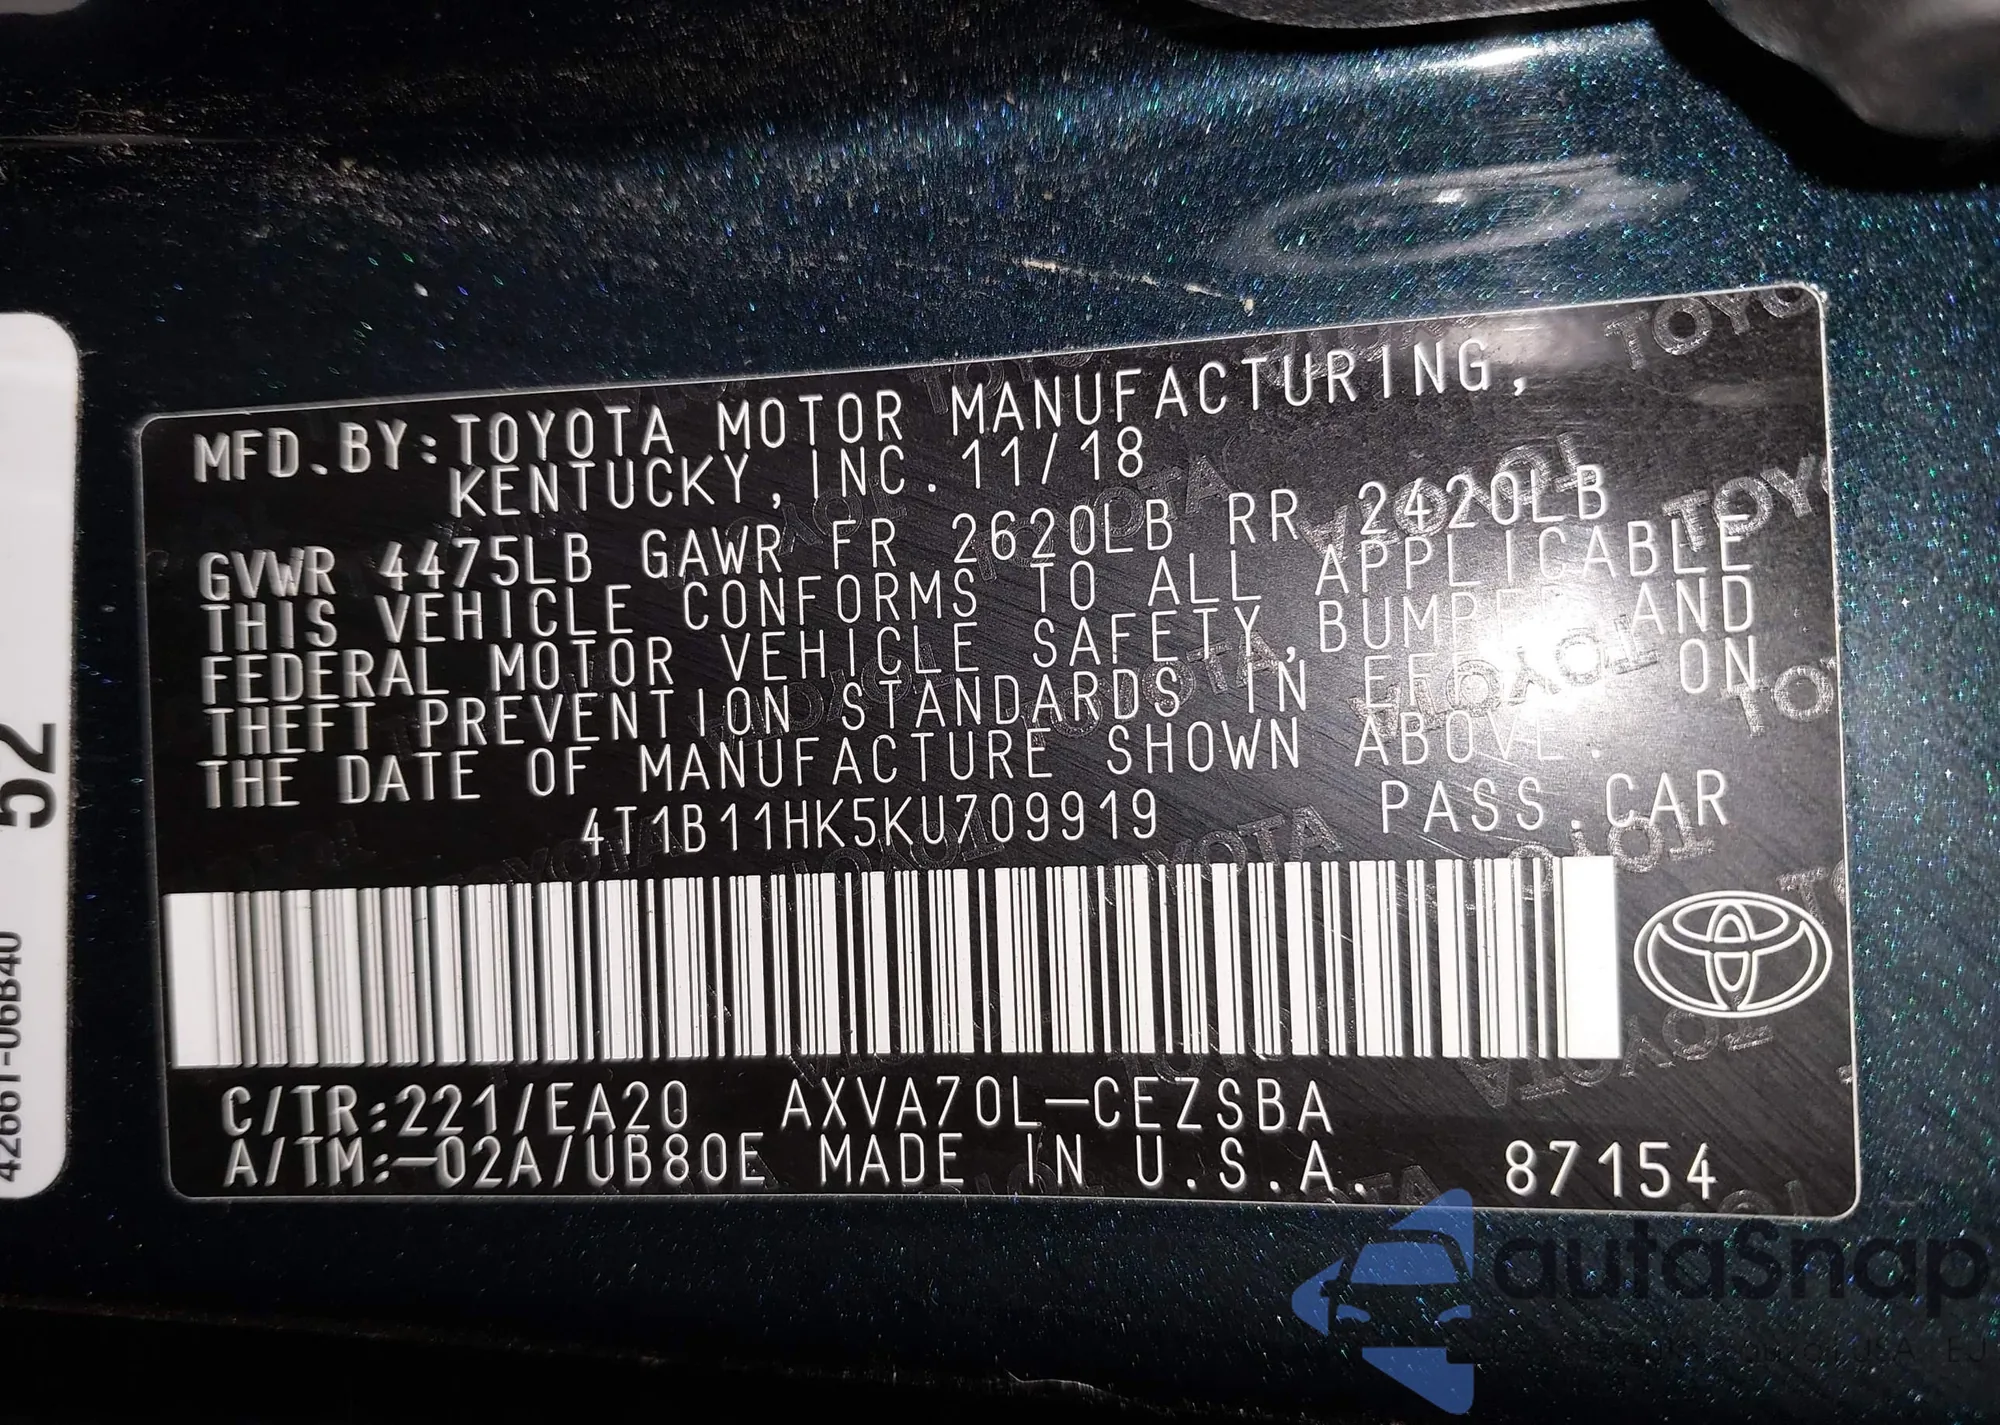 MFD.BY:TOYOTA MOTOR MANUFACTURING,
KENTUCKY, INC. 11/18
GVWR 4475LB GAWR FR 2620LB RR 2420LB
THIS VEHICLE CONFORMS TO ALL APPLICABLE
FEDERAL MOTOR VEHICLE SAFETY, BUMPER AND
THEFT PREVENTION STANDARDS IN EFFECT ON
THE DATE OF MANUFACTURE SHOWN ABOVE.
4T1B11HK5KU709919 PASS.CAR
C/TR:221/EA20 AXVA70L-CEZSBA
A/TM:-02A/UB80E MADE IN U.S.A. 87154
52
42661-06B40
TOYOTA
autaSnap